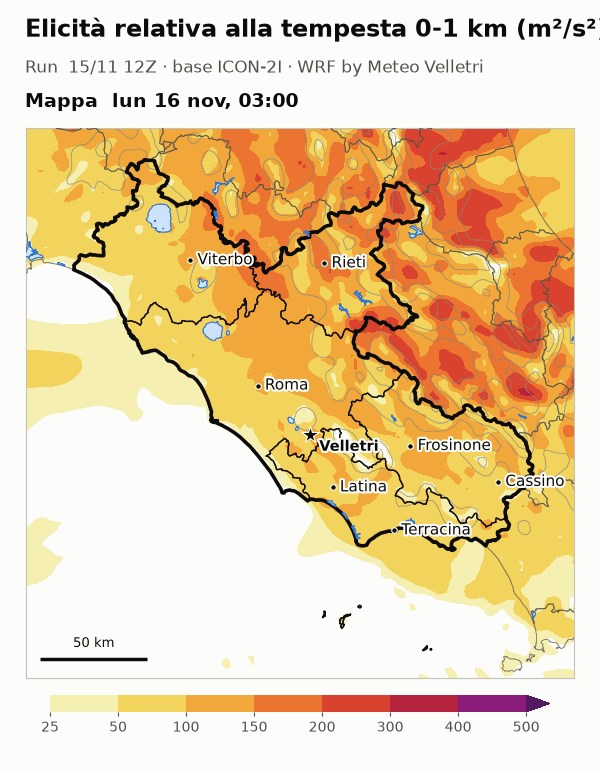 Elicità relativa alla tempesta 0-1 km (m²/s²)
Run  15/11 12Z · base ICON-2I · WRF by Meteo Velletri
Mappa  lun 16 nov, 03:00
Viterbo
Rieti
Roma
Velletri
Frosinone
Latina
Cassino
Terracina
50 km
25 50 100 150 200 300 400 500